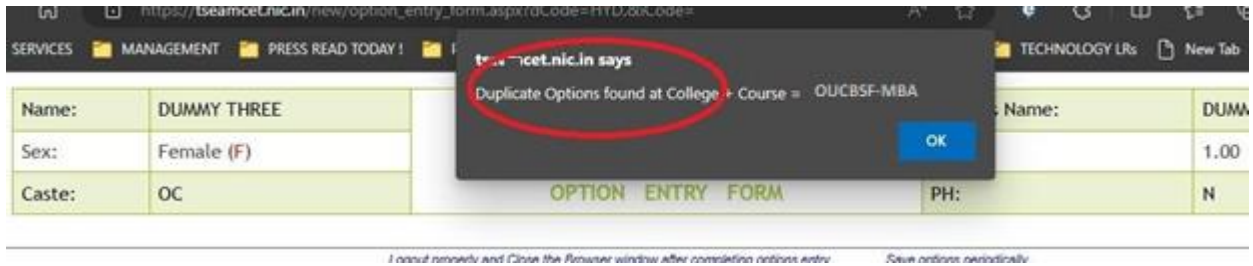 https://tseamcet.nic.in/new/option_entry_form.aspx?dCode=HYD.&iCode=
SERVICES MANAGEMENT PRESS READ TODAY ! TECHNOLOGY LRs New Tab
says
Duplicate Options found at College + Course = OUCBSF-MBA
OK
Name: DUMMY THREE Name: DUMM
Sex: Female (F) 1.00
Caste: OC OPTION ENTRY FORM PH: N
Logout properly and Close the Browser window after completing options entry Save options periodically